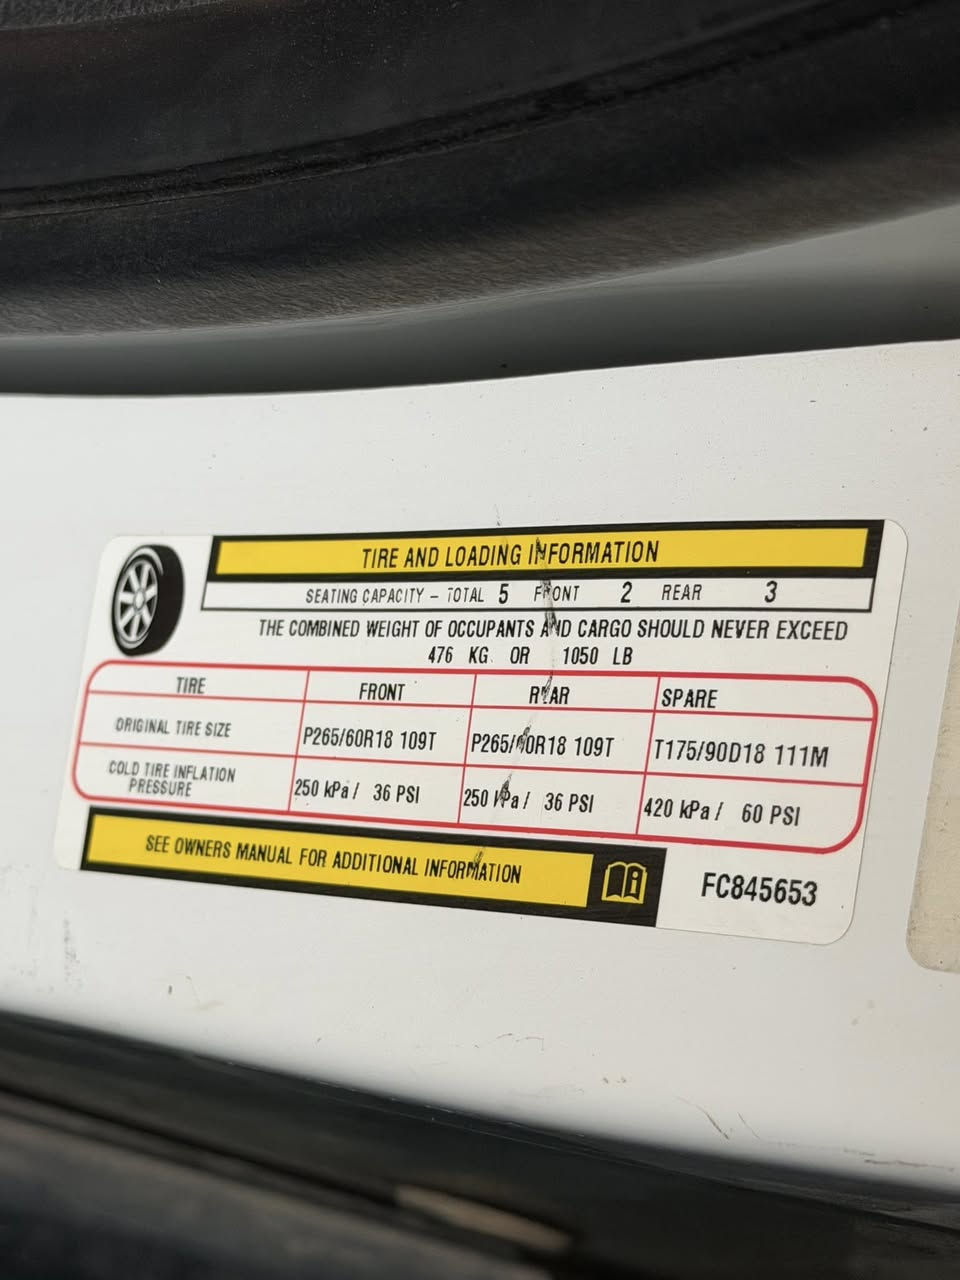 TIRE AND LOADING INFORMATION
SEATING CAPACITY – TOTAL 5 FRONT 2 REAR 3
THE COMBINED WEIGHT OF OCCUPANTS AND CARGO SHOULD NEVER EXCEED
476 KG OR 1050 LB
TIRE FRONT REAR SPARE
ORIGINAL TIRE SIZE P265/60R18 109T P265/60R18 109T T175/90D18 111M
COLD TIRE INFLATION
PRESSURE 250 kPa / 36 PSI 250 kPa / 36 PSI 420 kPa / 60 PSI
SEE OWNERS MANUAL FOR ADDITIONAL INFORMATION
FC845653